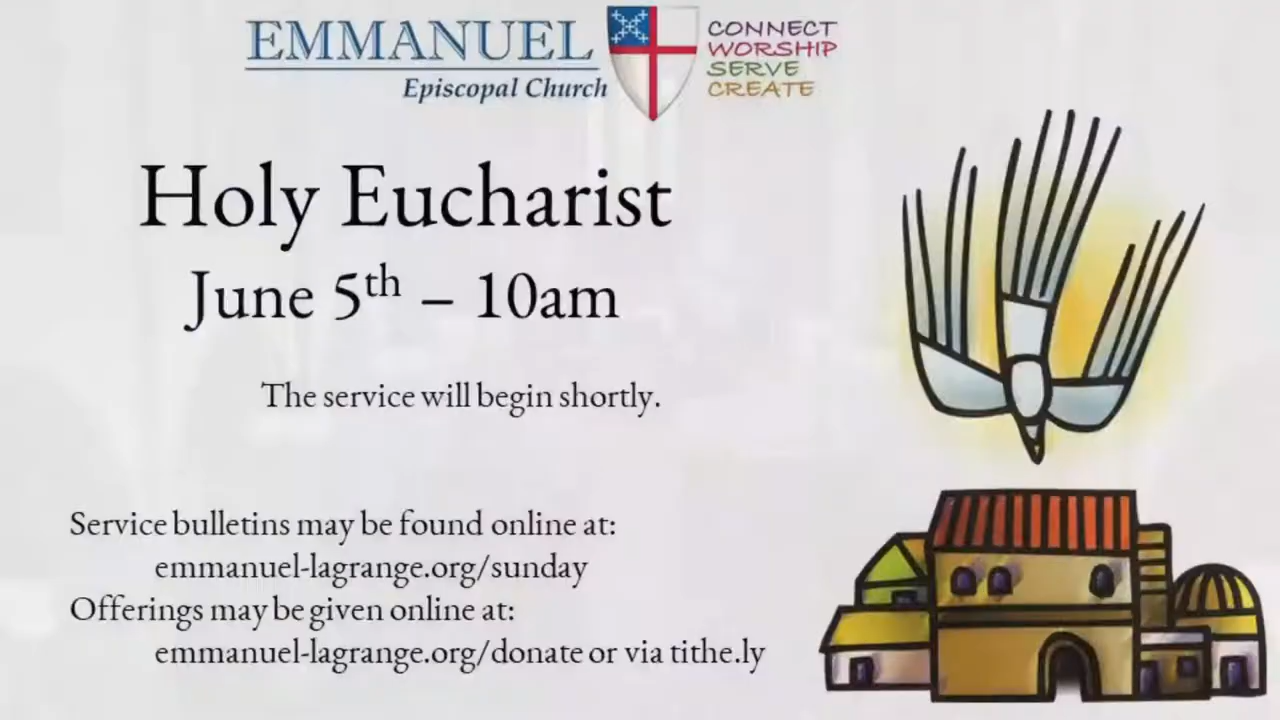 EMMANUEL
Episcopal Church
CONNECT
WORSHIP
SERVE
CREATE
Holy Eucharist
June 5th – 10am
The service will begin shortly.
Service bulletins may be found online at:
emmanuel-lagrange.org/sunday
Offerings may be given online at:
emmanuel-lagrange.org/donate or via tithe.ly